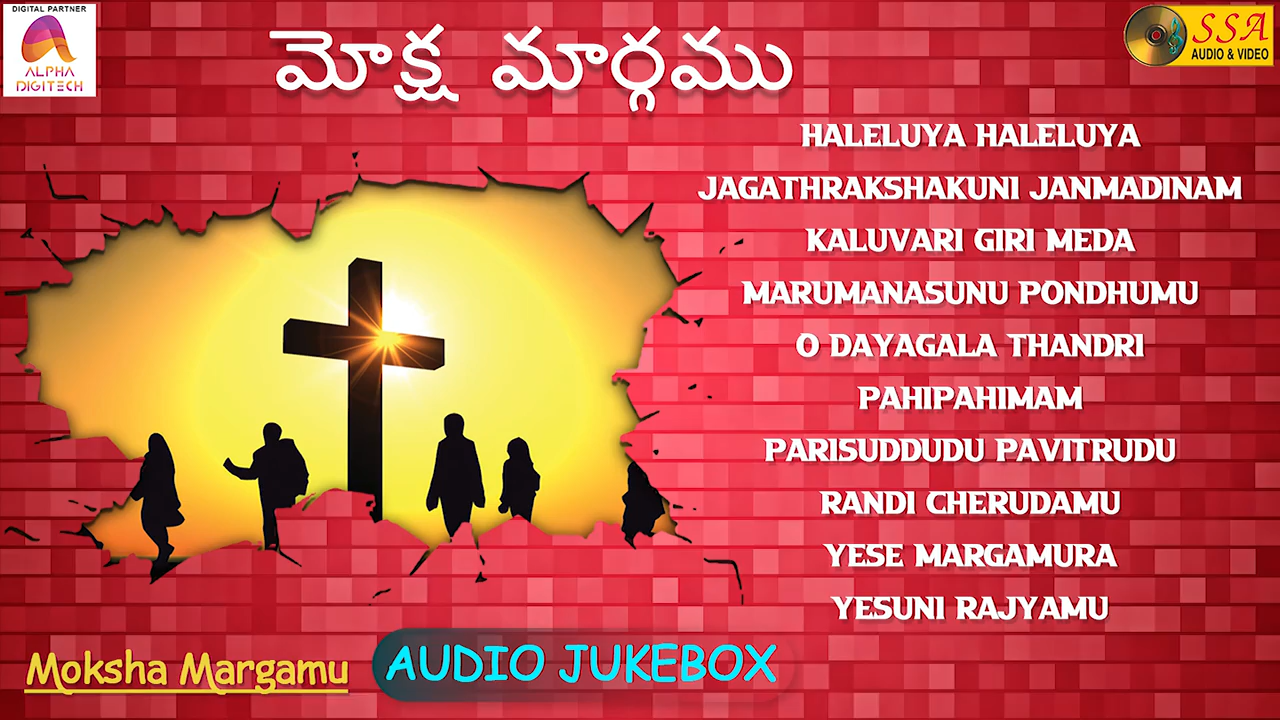 DIGITAL PARTNER
ALPHA
DIGITECH
మోక్ష మార్గము
SSA
AUDIO & VIDEO
HALELUYA HALELUYA
JAGATHRAKSHAKUNI JANMADINAM
KALUVARI GIRI MEDA
MARUMANASUNU PONDHUMU
O DAYAGALA THANDRI
PAHIPAHIMAM
PARISUDDUDU PAVITRUDU
RANDI CHERUDAMU
YESE MARGAMURA
YESUNI RAJYAMU
Moksha Margamu
AUDIO JUKEBOX